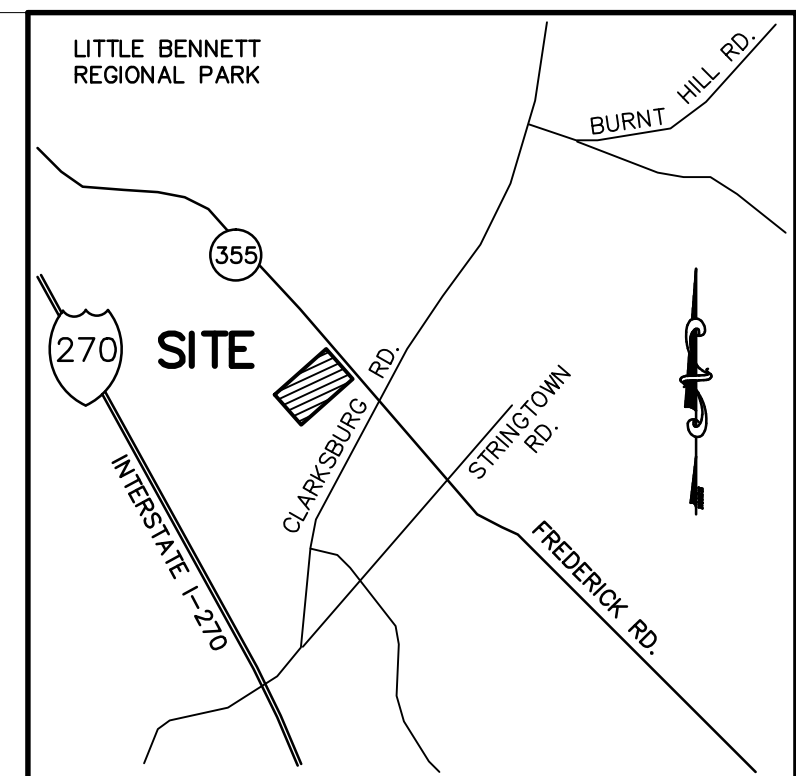 LITTLE BENNETT
REGIONAL PARK
BURNT HILL RD.
355
270
SITE
CLARKSBURG RD.
STRINGTOWN
RD.
INTERSTATE I-270
FREDERICK RD.